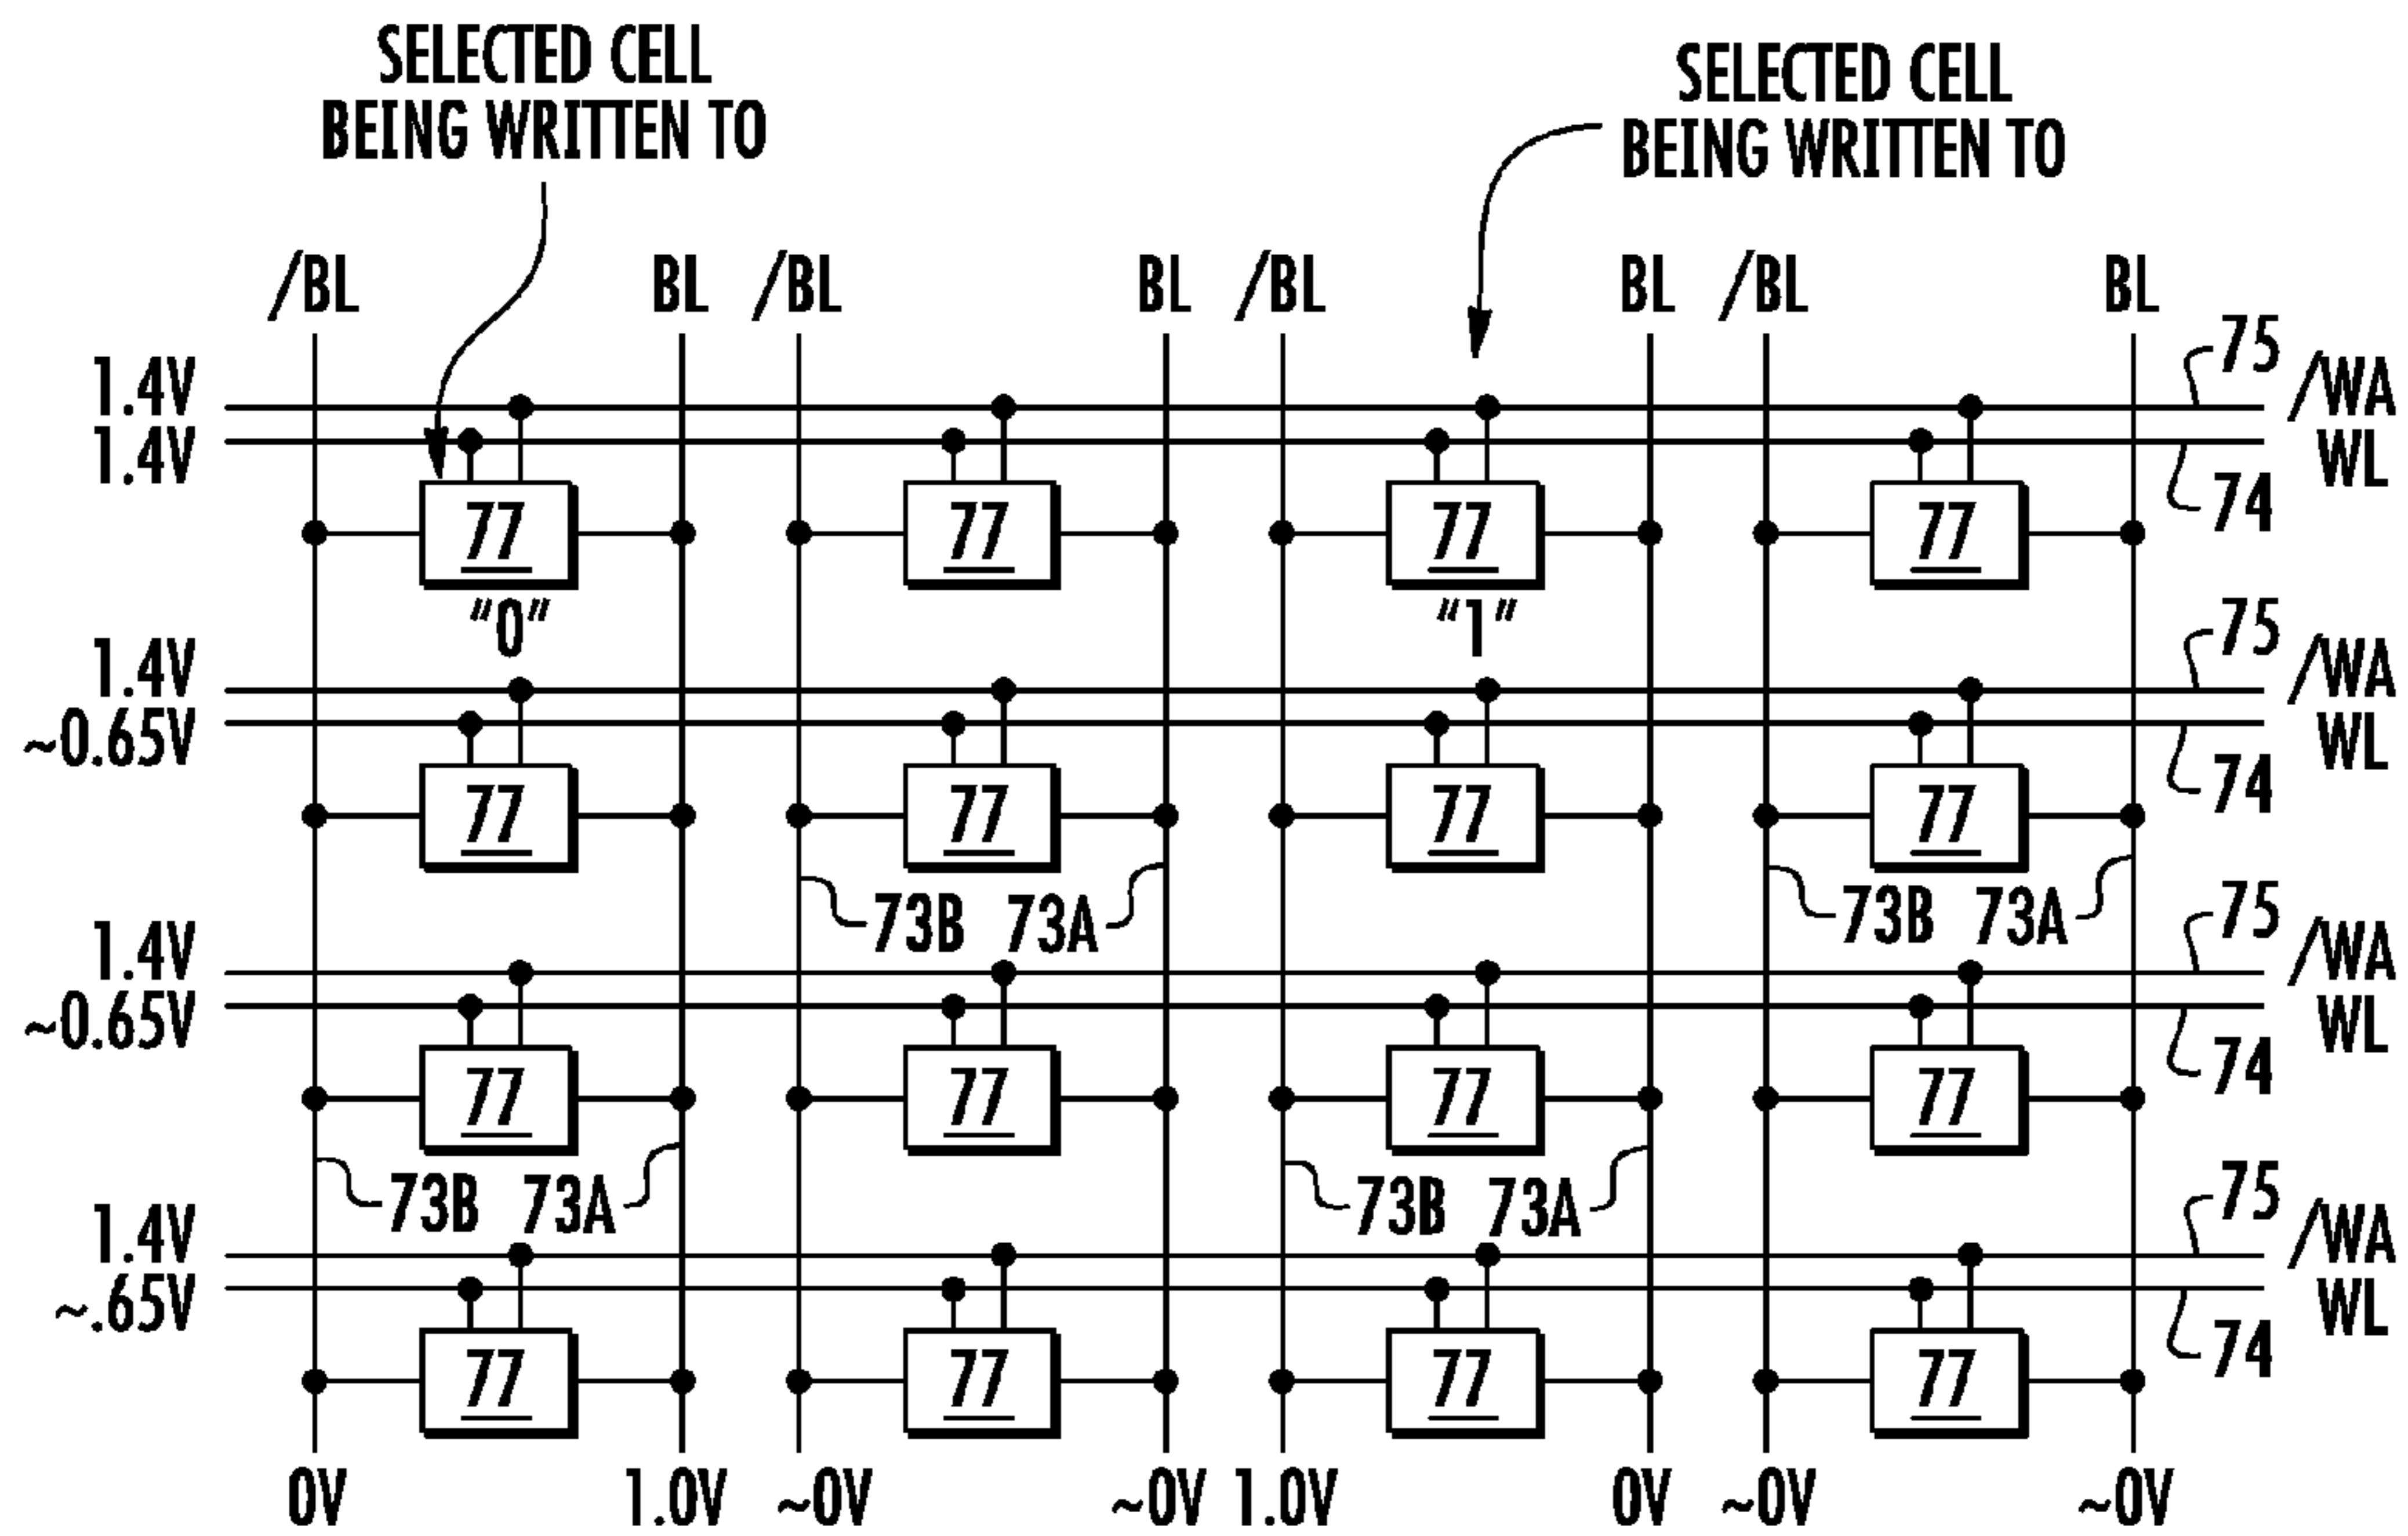 SELECTED CELL
BEING WRITTEN TO
SELECTED CELL
BEING WRITTEN TO
/BL BL /BL BL /BL BL /BL BL
1.4V 75 /WA
1.4V WL
77 77 77 77 74
"0" "1"
1.4V 75 /WA
~0.65V WL
77 77 77 77 74
73B 73A 73B 73A
1.4V 75 /WA
~0.65V WL
77 77 77 77 74
73B 73A 73B 73A
1.4V 75 /WA
~.65V WL
77 77 77 77 74
0V 1.0V ~0V ~0V 1.0V 0V ~0V ~0V